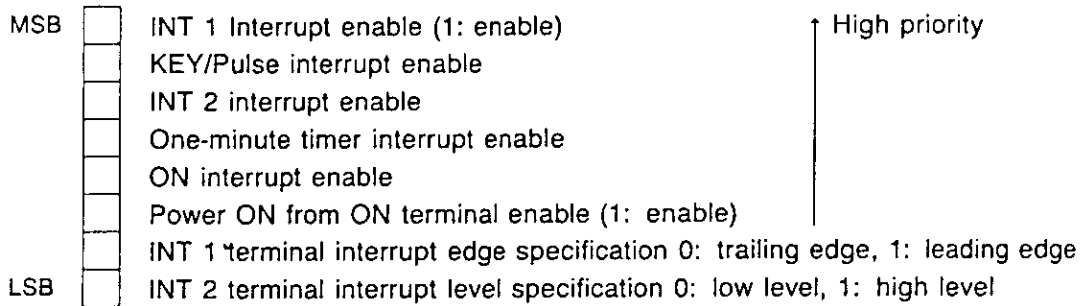 MSB INT 1 Interrupt enable (1: enable) High priority
KEY/Pulse interrupt enable
INT 2 interrupt enable
One-minute timer interrupt enable
ON interrupt enable
Power ON from ON terminal enable (1: enable)
INT 1 terminal interrupt edge specification 0: trailing edge, 1: leading edge
LSB INT 2 terminal interrupt level specification 0: low level, 1: high level